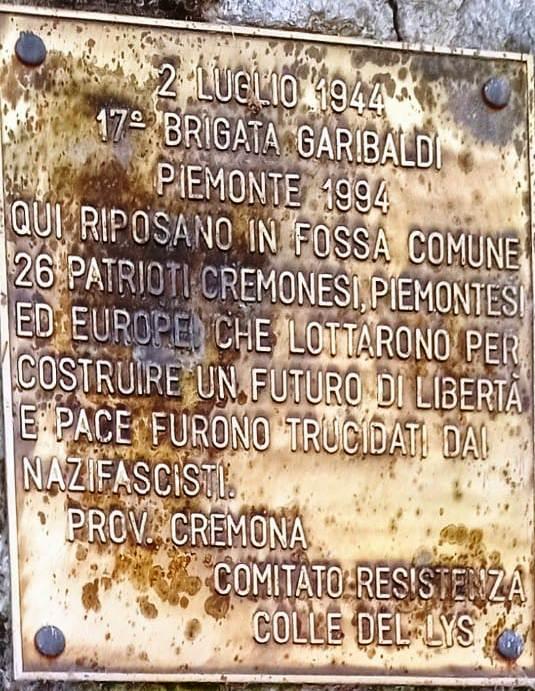 2 LUGLIO 1944
17º BRIGATA GARIBALDI
PIEMONTE 1994
QUI RIPOSANO IN FOSSA COMUNE
26 PATRIOTI CREMONESI, PIEMONTESI
ED EUROPEI CHE LOTTARONO PER
COSTRUIRE UN FUTURO DI LIBERTÀ
E PACE FURONO TRUCIDATI DAI
NAZIFASCISTI.
PROV. CREMONA
COMITATO RESISTENZA
COLLE DEL LYS